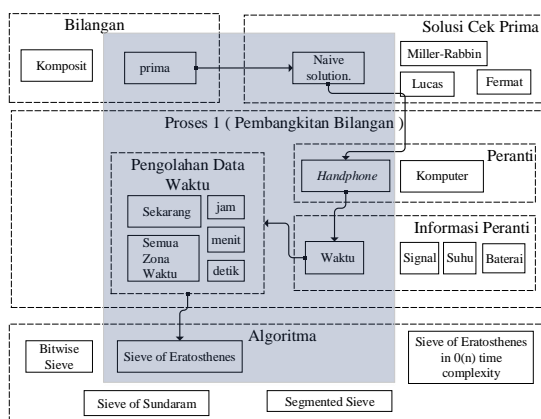 Bilangan
Komposit
prima
Solusi Cek Prima
Naive
solution.
Miller-Rabbin
Lucas
Fermat
Proses 1 ( Pembangkitan Bilangan )
Pengolahan Data
Waktu
Sekarang
jam
Semua
Zona
Waktu
menit
detik
Peranti
Handphone
Komputer
Informasi Peranti
Waktu
Signal
Suhu
Baterai
Algoritma
Bitwise
Sieve
Sieve of Eratosthenes
Sieve of Eratosthenes
in 0(n) time
complexity
Sieve of Sundaram
Segmented Sieve